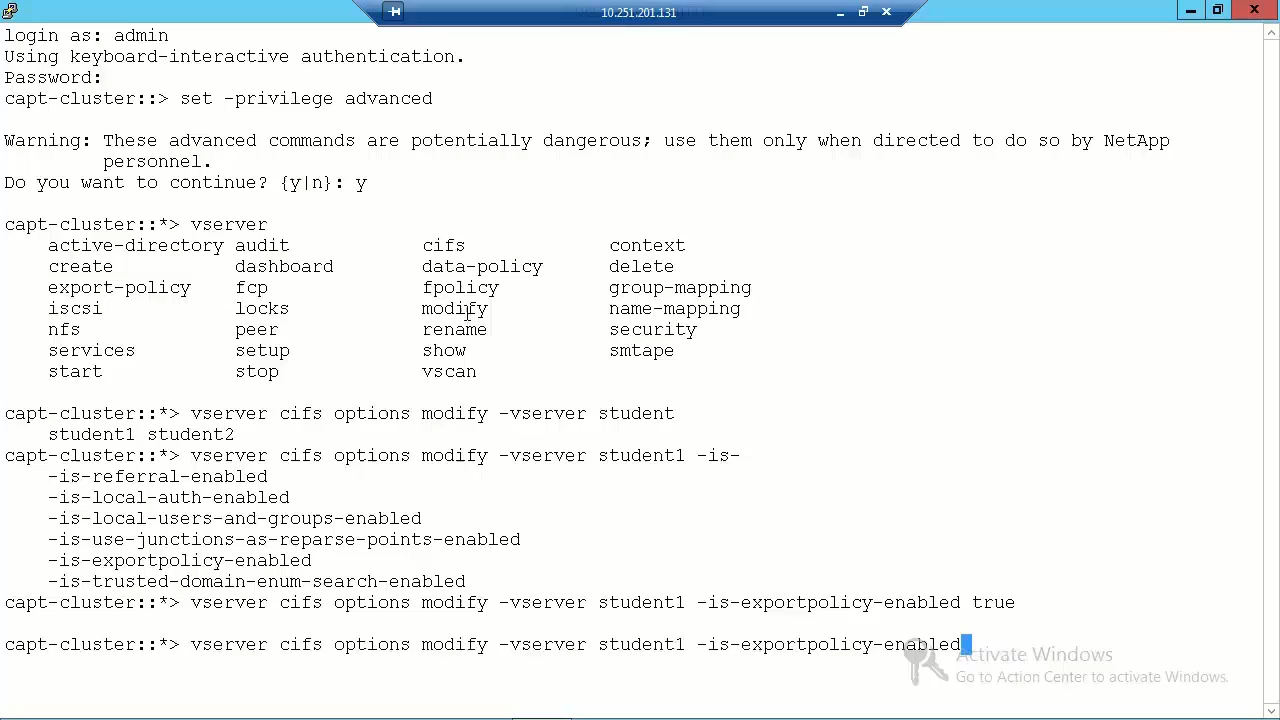 10.251.201.131
login as: admin
Using keyboard-interactive authentication.
Password:
capt-cluster::> set -privilege advanced
Warning: These advanced commands are potentially dangerous; use them only when directed to do so by NetApp
personnel.
Do you want to continue? {y|n}: y
capt-cluster::*> vserver
active-directory audit cifs context
create dashboard data-policy delete
export-policy fcp fpolicy group-mapping
iscsi locks modify name-mapping
nfs peer rename security
services setup show smtape
start stop vscan
capt-cluster::*> vserver cifs options modify -vserver student
student1 student2
capt-cluster::*> vserver cifs options modify -vserver student1 -is-
-is-referral-enabled
-is-local-auth-enabled
-is-local-users-and-groups-enabled
-is-use-junctions-as-reparse-points-enabled
-is-exportpolicy-enabled
-is-trusted-domain-enum-search-enabled
capt-cluster::*> vserver cifs options modify -vserver student1 -is-exportpolicy-enabled true
capt-cluster::*> vserver cifs options modify -vserver student1 -is-exportpolicy-enabled
Activate Windows
Go to Action Center to activate Windows.